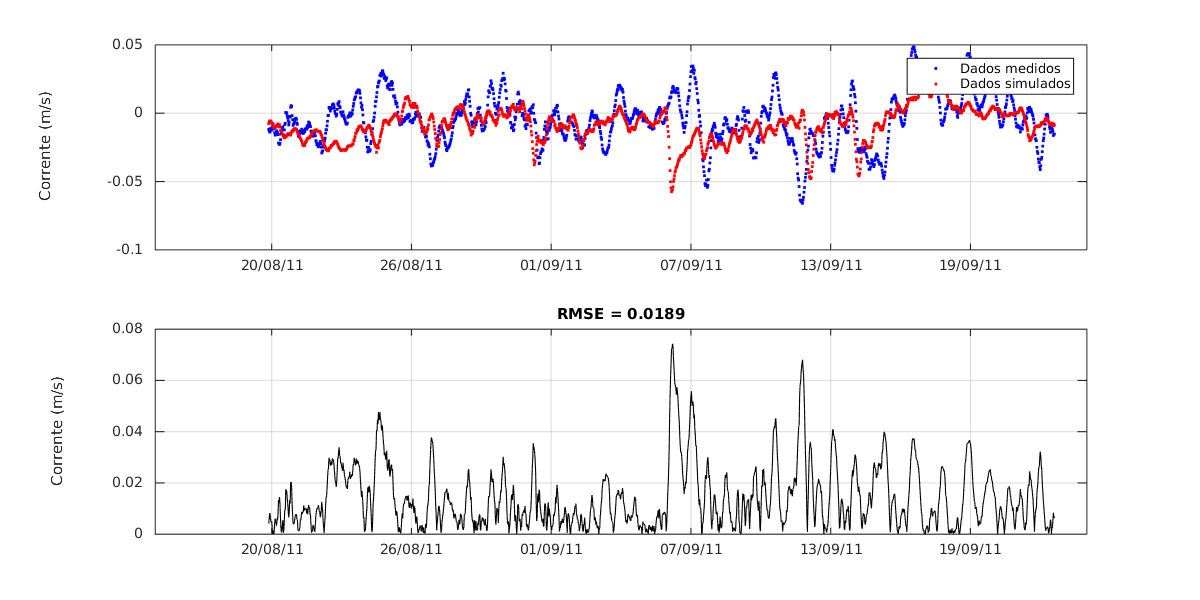 0.05
0
-0.05
-0.1
Corrente (m/s)
Dados medidos
Dados simulados
20/08/11 26/08/11 01/09/11 07/09/11 13/09/11 19/09/11
RMSE = 0.0189
0.08
0.06
0.04
0.02
0
Corrente (m/s)
20/08/11 26/08/11 01/09/11 07/09/11 13/09/11 19/09/11